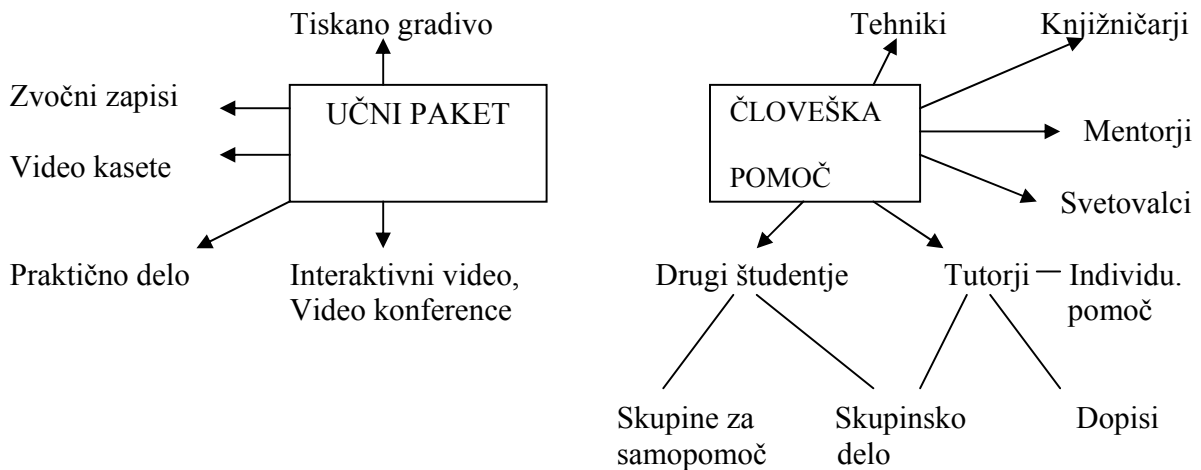 Tiskano gradivo
Zvočni zapisi
UČNI PAKET
Video kasete
Praktično delo
Interaktivni video,
Video konference
Tehniki
Knjižničarji
ČLOVEŠKA
POMOČ
Mentorji
Svetovalci
Drugi študentje
Tutorji
Individu.
pomoč
Skupine za
samopomoč
Skupinsko
delo
Dopisi